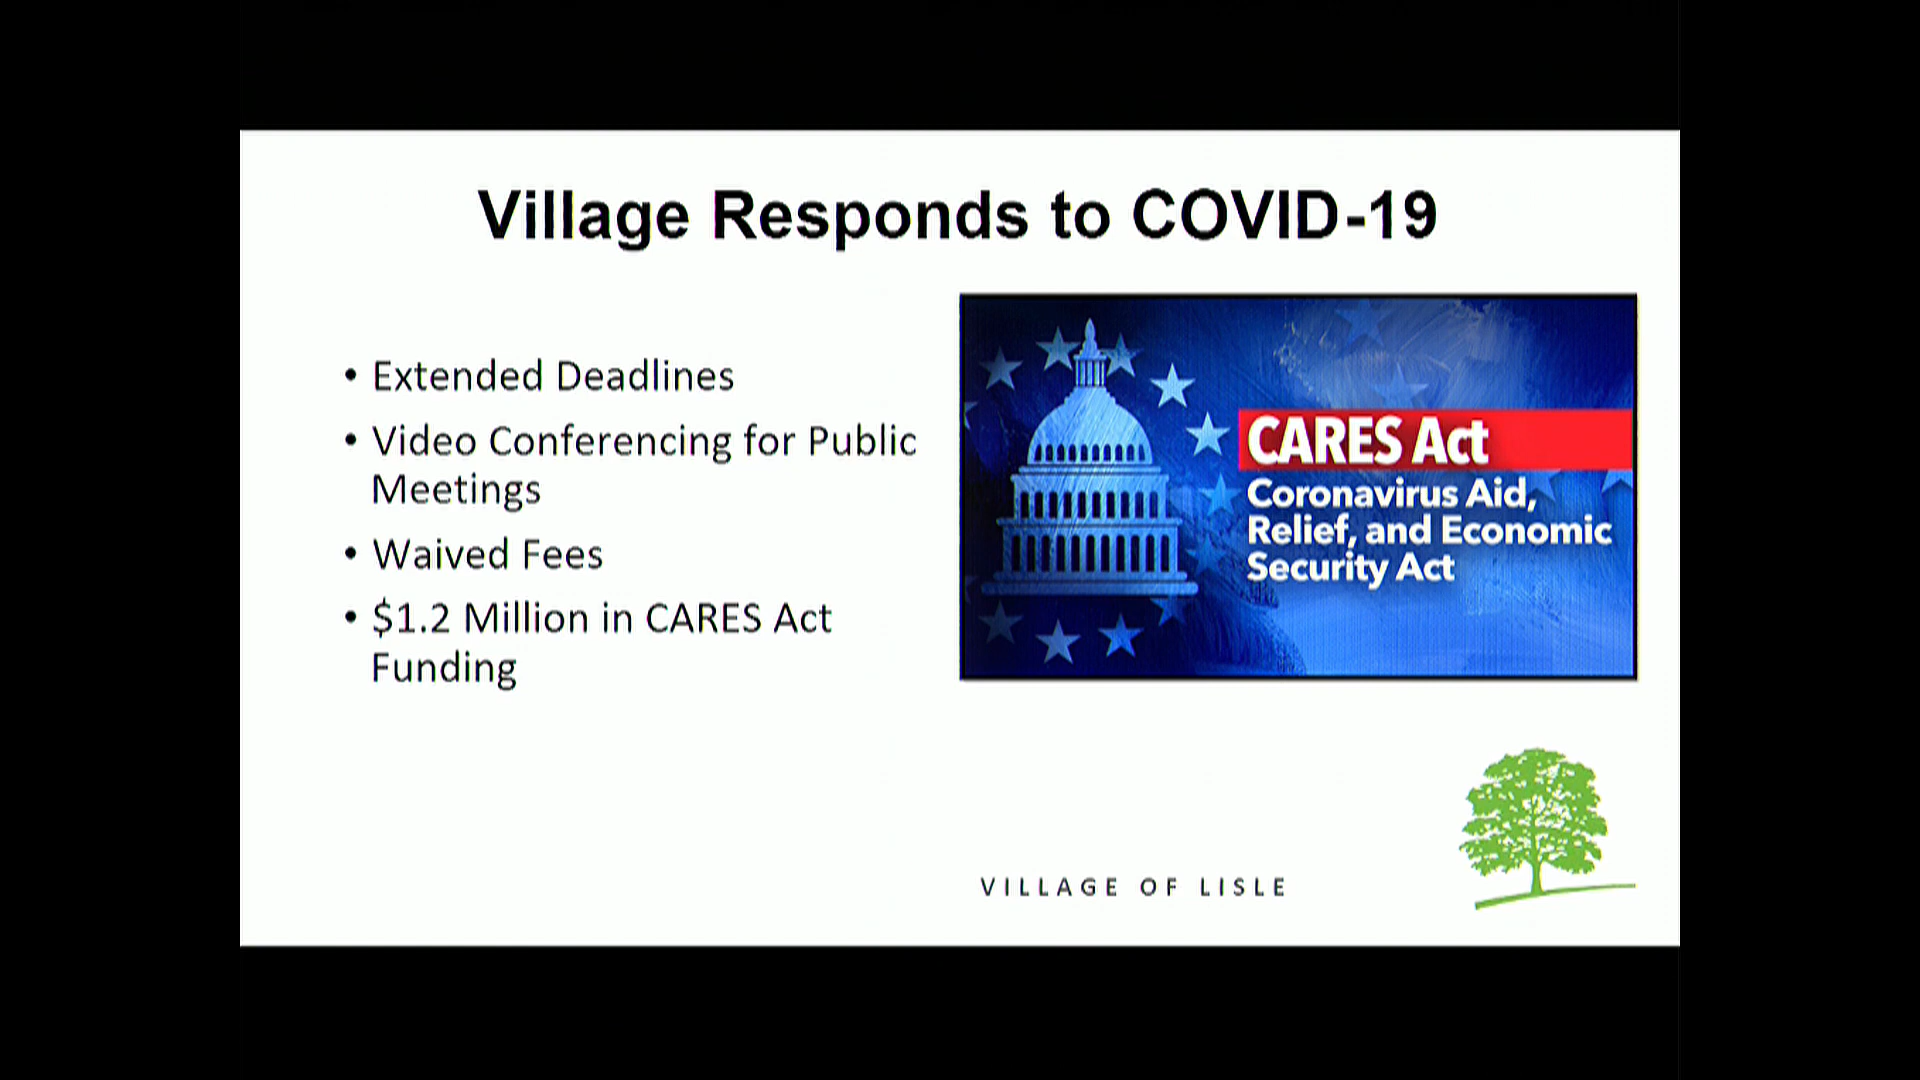 Village Responds to COVID-19
• Extended Deadlines
• Video Conferencing for Public
Meetings
• Waived Fees
• $1.2 Million in CARES Act
Funding
CARES Act
Coronavirus Aid,
Relief, and Economic
Security Act
VILLAGE OF LISLE